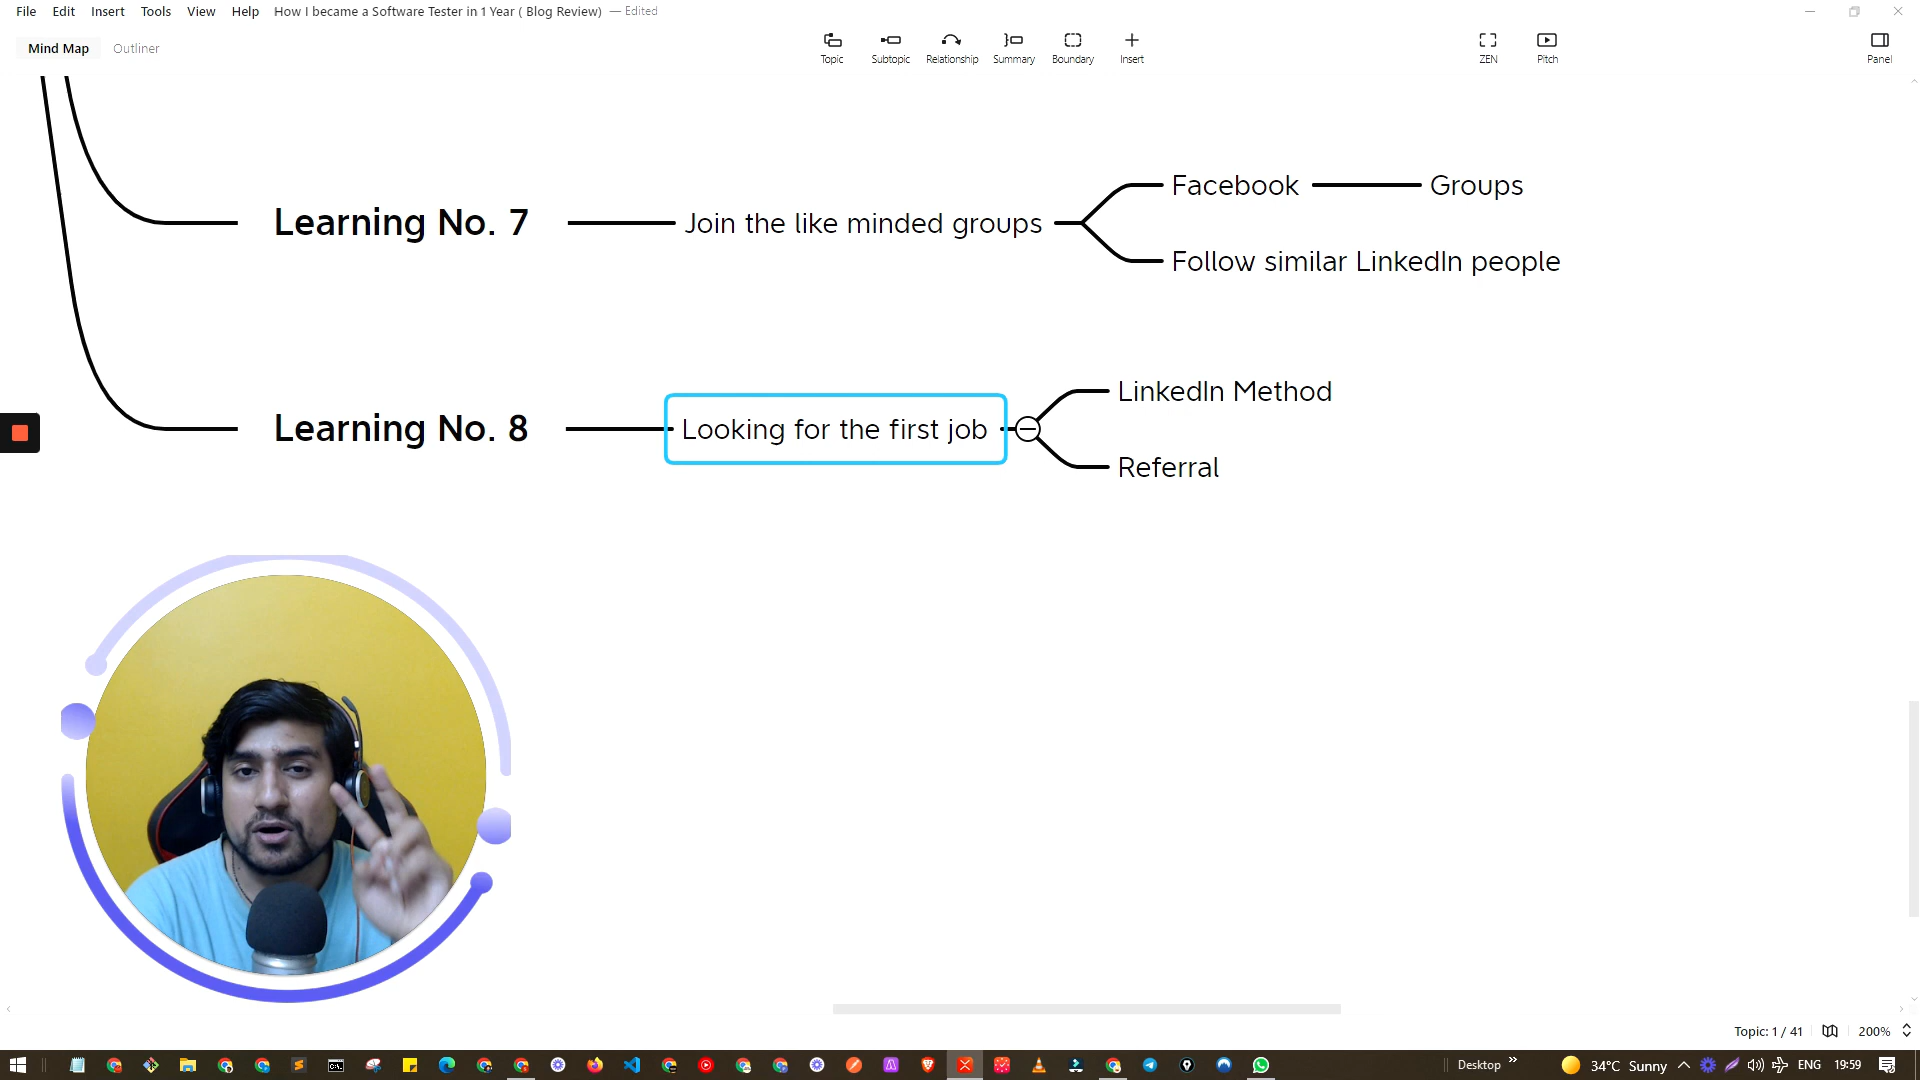 File Edit Insert Tools View Help How I became a Software Tester in 1 Year ( Blog Review) — Edited
Mind Map Outliner
Topic Subtopic Relationship Summary Boundary Insert ZEN Pitch Panel
Facebook Groups
Learning No. 7 Join the like minded groups
Follow similar LinkedIn people
LinkedIn Method
Learning No. 8 Looking for the first job
Referral
Topic: 1 / 41 200%
Desktop 34°C Sunny ENG 19:59